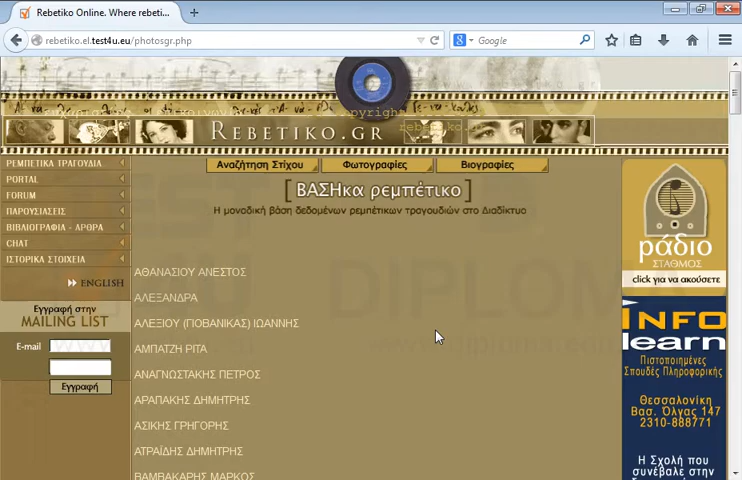 Rebetiko Online. Where rebeti...
rebetiko.el.test4u.eu/photosgr.php
Google
REBETIKO.GR
ΡΕΜΠΕΤΙΚΑ ΤΡΑΓΟΥΔΙΑ
PORTAL
FORUM
ΠΑΡΟΥΣΙΑΣΕΙΣ
ΒΙΒΛΙΟΓΡΑΦΙΑ - ΑΡΘΡΑ
CHAT
ΙΣΤΟΡΙΚΑ ΣΤΟΙΧΕΙΑ
ENGLISH
Εγγραφή στην
MAILING LIST
E-mail
Εγγραφή
Αναζήτηση Στίχου
Φωτογραφίες
Βιογραφίες
[ΒΑΣΗκα ρεμπέτικο]
Η μοναδική βάση δεδομένων ρεμπέτικων τραγουδιών στο Διαδίκτυο
ΑΘΑΝΑΣΙΟΥ ΑΝΕΣΤΟΣ
ΑΛΕΞΑΝΔΡΑ
ΑΛΕΞΙΟΥ (ΓΙΟΒΑΝΙΚΑΣ) ΙΩΑΝΝΗΣ
ΑΜΠΑΤΖΗ ΡΙΤΑ
ΑΝΑΓΝΩΣΤΑΚΗΣ ΠΕΤΡΟΣ
ΑΡΑΠΑΚΗΣ ΔΗΜΗΤΡΗΣ
ΑΣΙΚΗΣ ΓΡΗΓΟΡΗΣ
ΑΤΡΑΪΔΗΣ ΔΗΜΗΤΡΗΣ
ΒΑΜΒΑΚΑΡΗΣ ΜΑΡΚΟΣ
ράδιο
ΣΤΑΘΜΟΣ
click για να ακούσετε
INFO
learn
Πιστοποιημένες
Σπουδές Πληροφορικής
Θεσσαλονίκη
Βασ. Όλγας 147
2310-888771
Η Σχολή που
συνέβαλε στην